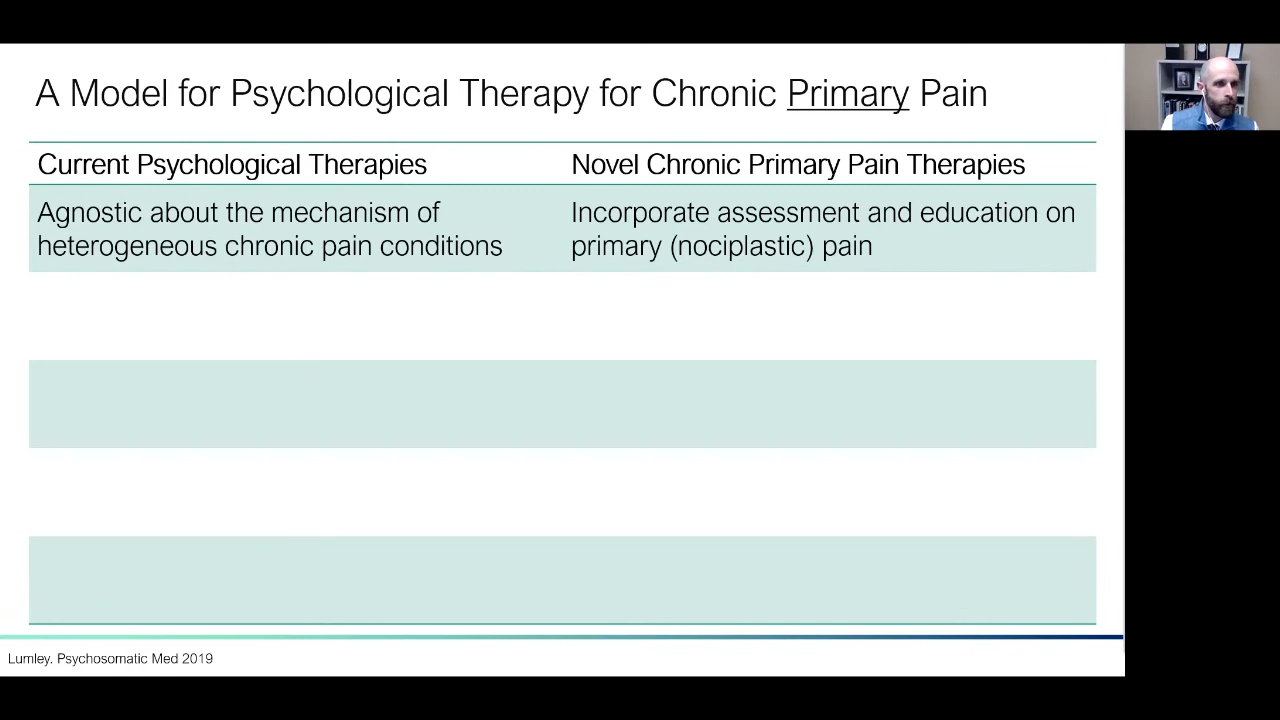 A Model for Psychological Therapy for Chronic Primary Pain
Current Psychological Therapies
Novel Chronic Primary Pain Therapies
Agnostic about the mechanism of
heterogeneous chronic pain conditions
Incorporate assessment and education on
primary (nociplastic) pain
Lumley. Psychosomatic Med 2019